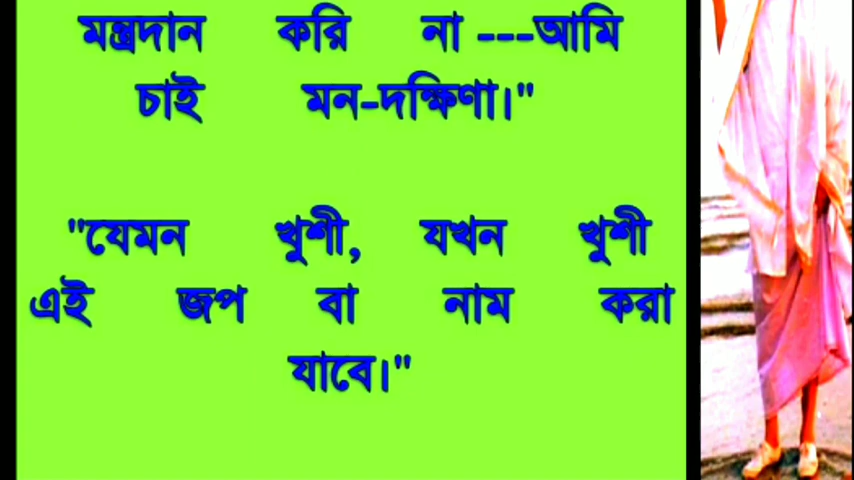 মন্ত্রদান করি না ---আমি
চাই মন-দক্ষিণা।"
"যেমন খুশী, যখন খুশী
এই জপ বা নাম করা
যাবে।"